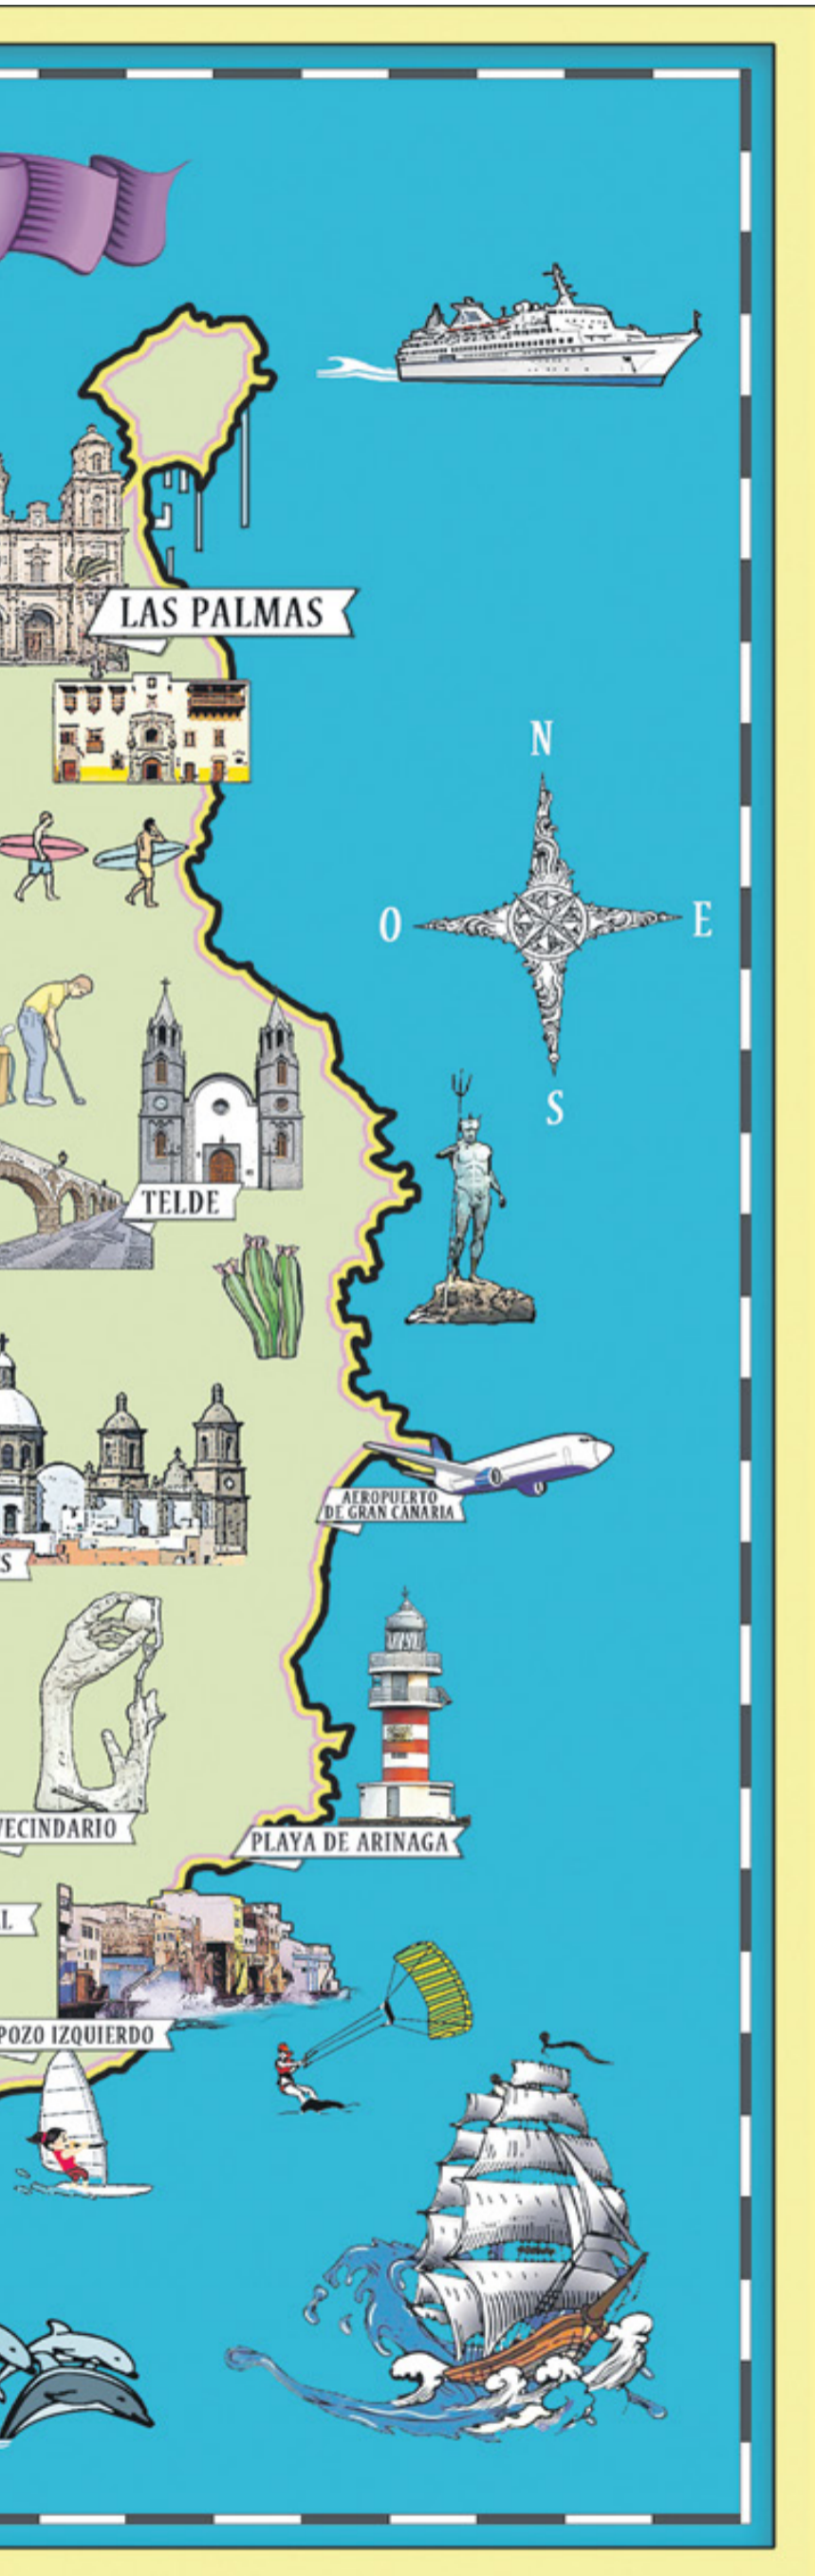 LAS PALMAS
N
O
E
S
TELDE
AEROPUERTO
DE GRAN CANARIA
S
VECINDARIO
PLAYA DE ARINAGA
L
POZO IZQUIERDO